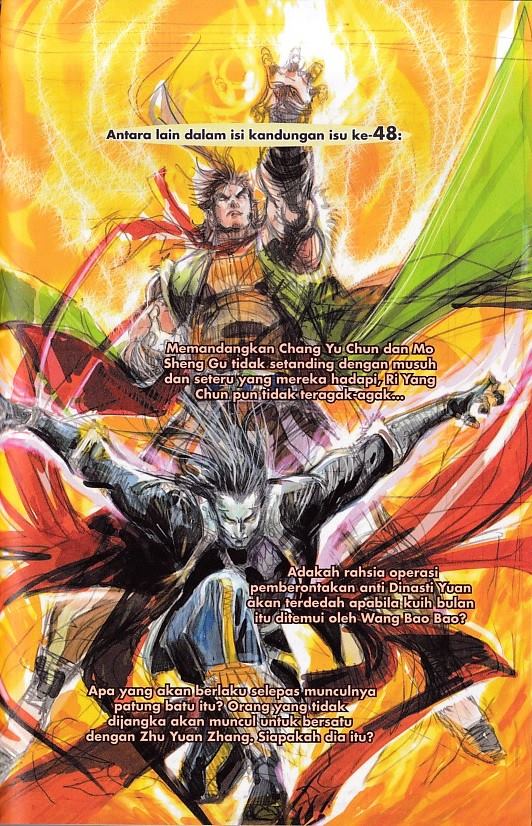 Antara lain dalam isi kandungan isu ke-48:
Memandangkan Chang Yu Chun dan Mo
Sheng Gu tidak setanding dengan musuh
dan seteru yang mereka hadapi, Ri Yang
Chun pun tidak teragak-agak...
Adakah rahsia operasi
pemberontakan anti Dinasti Yuan
akan terdedah apabila kuih bulan
itu ditemui oleh Wang Bao Bao?
Apa yang akan berlaku selepas munculnya
patung batu itu? Orang yang tidak
dijangka akan muncul untuk bersatu
dengan Zhu Yuan Zhang. Siapakah dia itu?